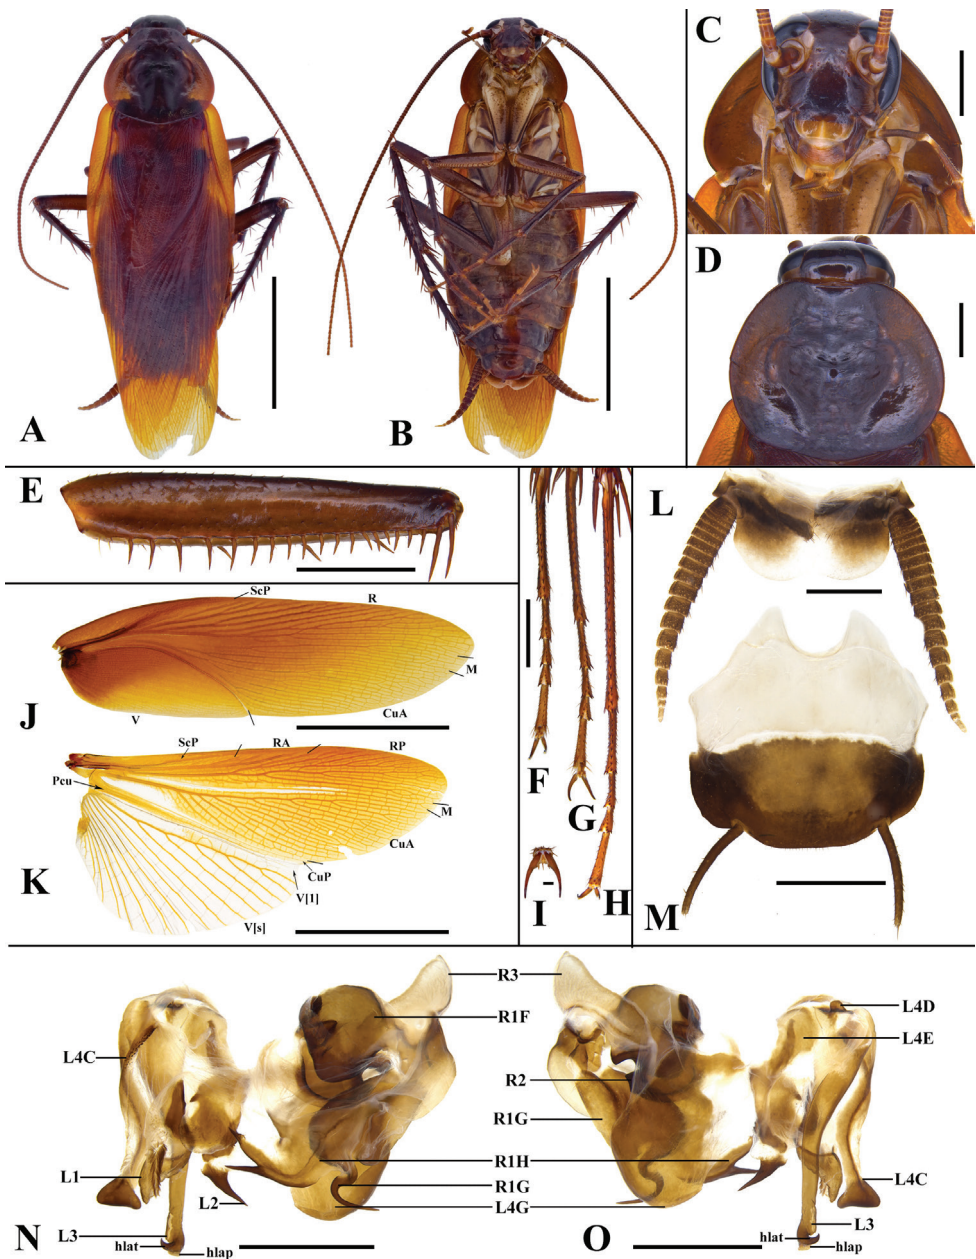 A
B
C
D
E
F
G
H
I
ScP
R
M
J
V
CuA
ScP
RA
RP
Pcu
M
CuA
K
CuP
V[1]
V[s]
L
M
R3
R1F
L4D
L4C
L4E
R2
R1G
R1H
L1
L2
R1G
L4G
L4C
L3
L3
N
hlat
hlap
O
hlat
hlap